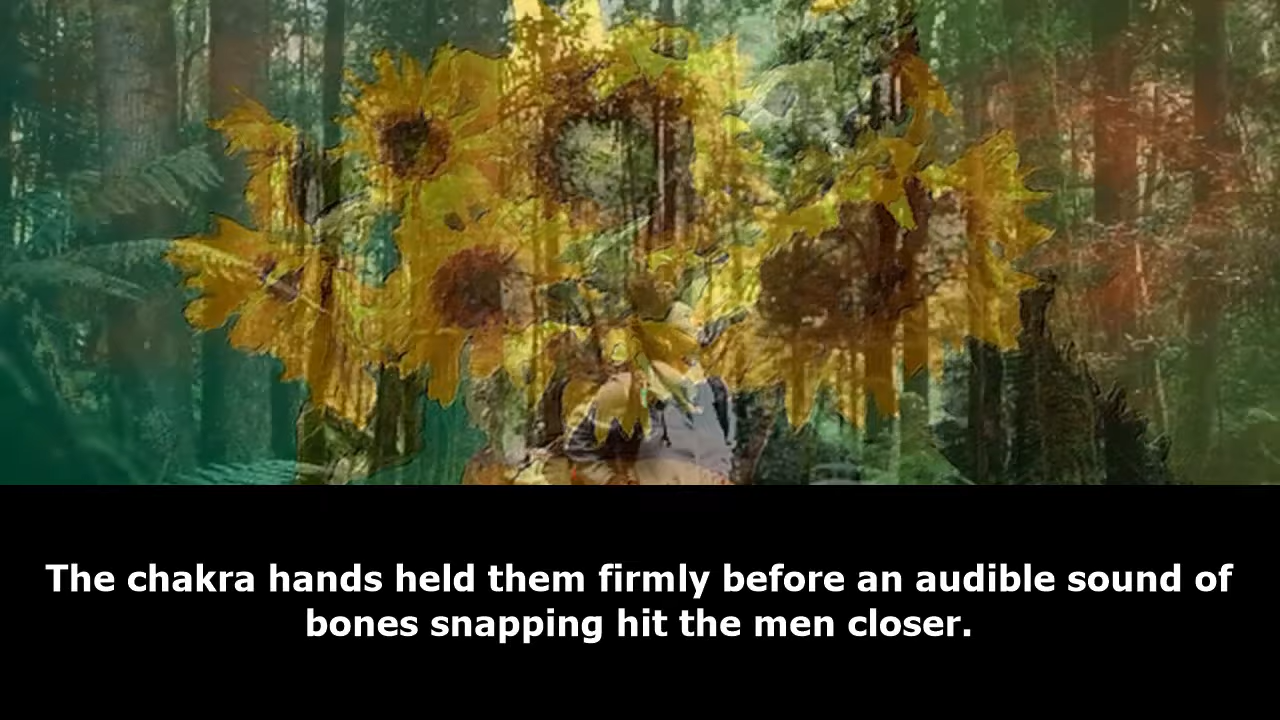 The chakra hands held them firmly before an audible sound of
bones snapping hit the men closer.